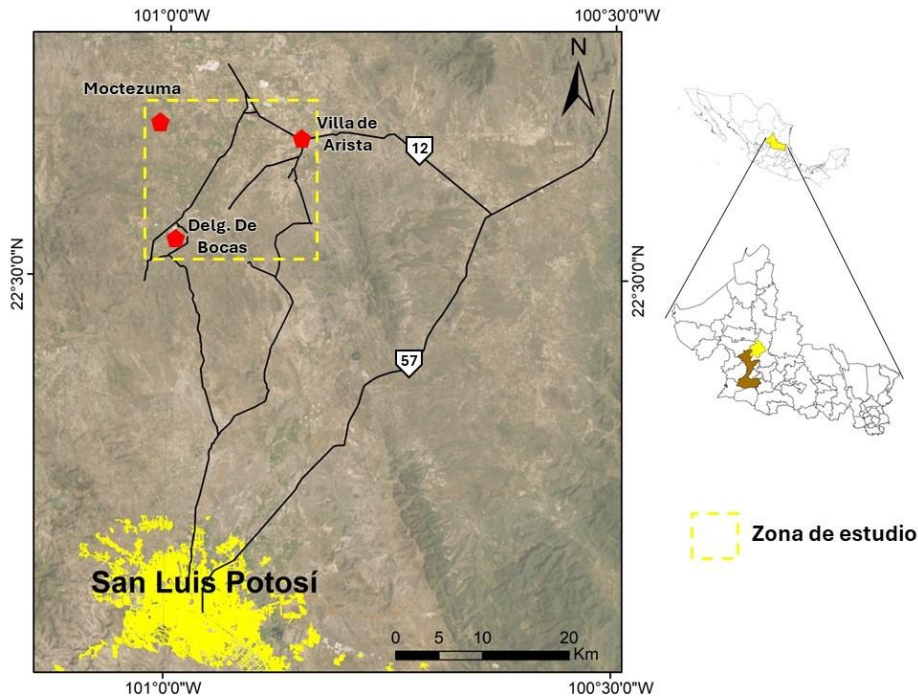 101°0'0"W
100°30'0"W
N
Moctezuma
Villa de
Arista
12
Delg. De
Bocas
22°30'0"N
22°30'0"N
57
Zona de estudio
San Luis Potosí
0 5 10 20
Km
101°0'0"W
100°30'0"W